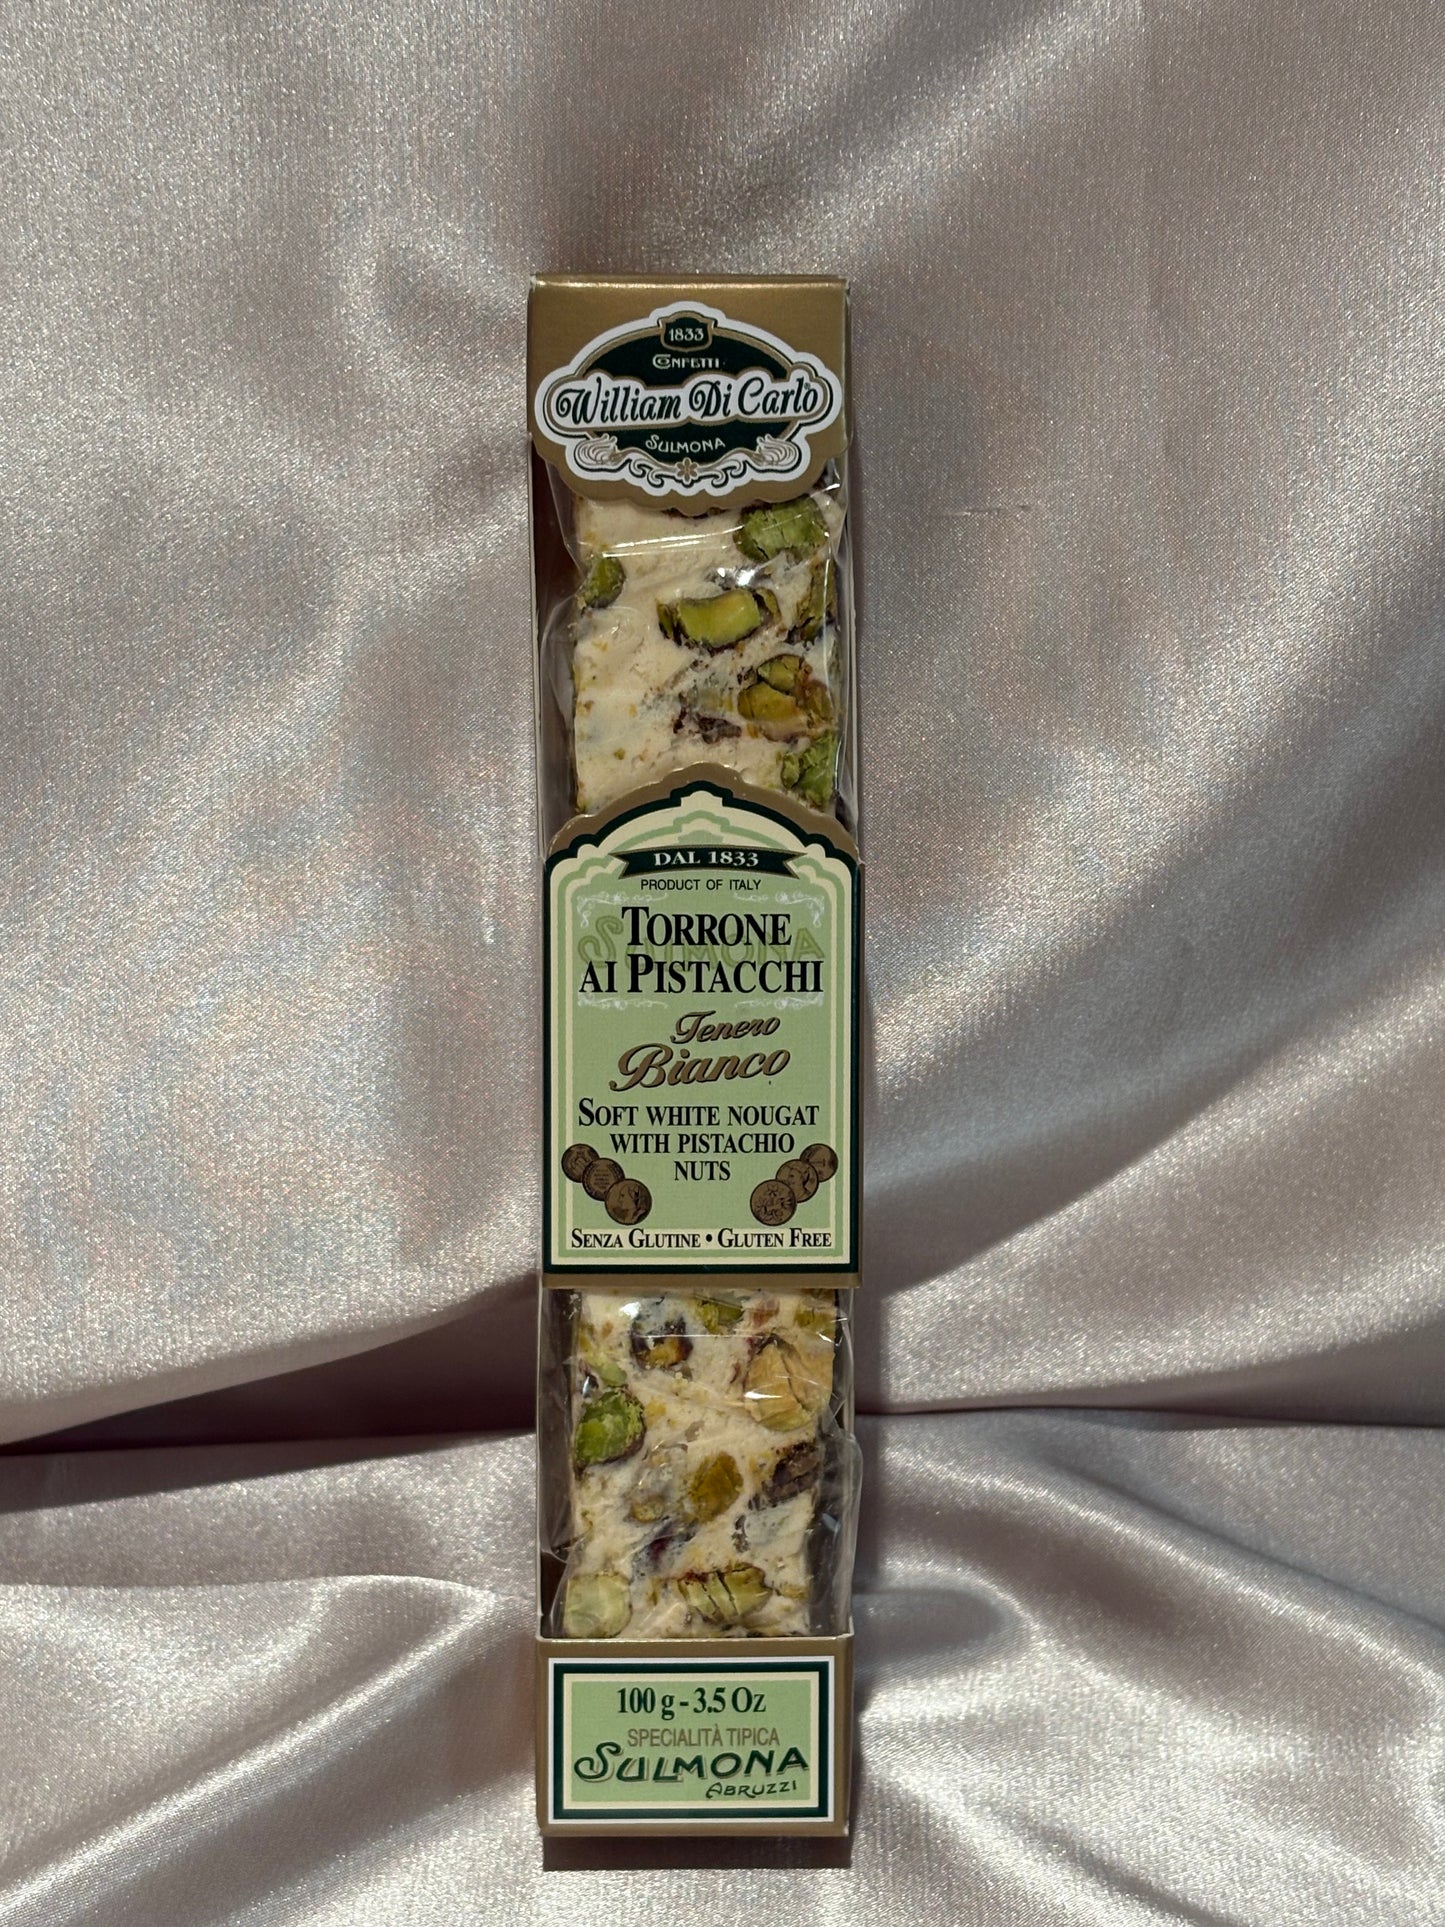 1833
CONFETTI
William Di Carlo®
SULMONA
DAL 1833
PRODUCT OF ITALY
SULMONA
TORRONE
AI PISTACCHI
Tenero
Bianco
SOFT WHITE NOUGAT
WITH PISTACHIO
NUTS
SENZA GLUTINE • GLUTEN FREE
100 g - 3.5 Oz
SPECIALITÀ TIPICA
SULMONA
ABRUZZI